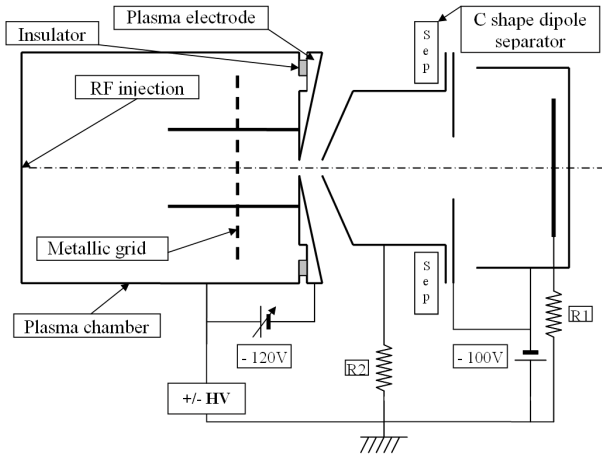 Plasma electrode
Insulator
RF injection
S
e
p
C shape dipole
separator
Metallic grid
Plasma chamber
S
e
p
- 120V
+/- HV
R2
- 100V
R1